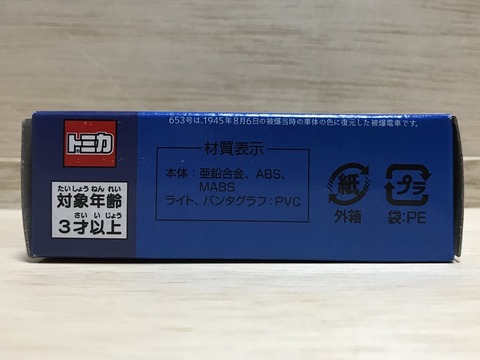 653号は、1945年8月6日の被爆当時の車体の色に復元した被爆電車です。
トミカ
たいしょうねんれい
対象年齢
さいいじょう
3才以上
材質表示
本体:亜鉛合金、ABS、
MABS
ライト、パンタグラフ:PVC
紙
外箱
プラ
袋:PE